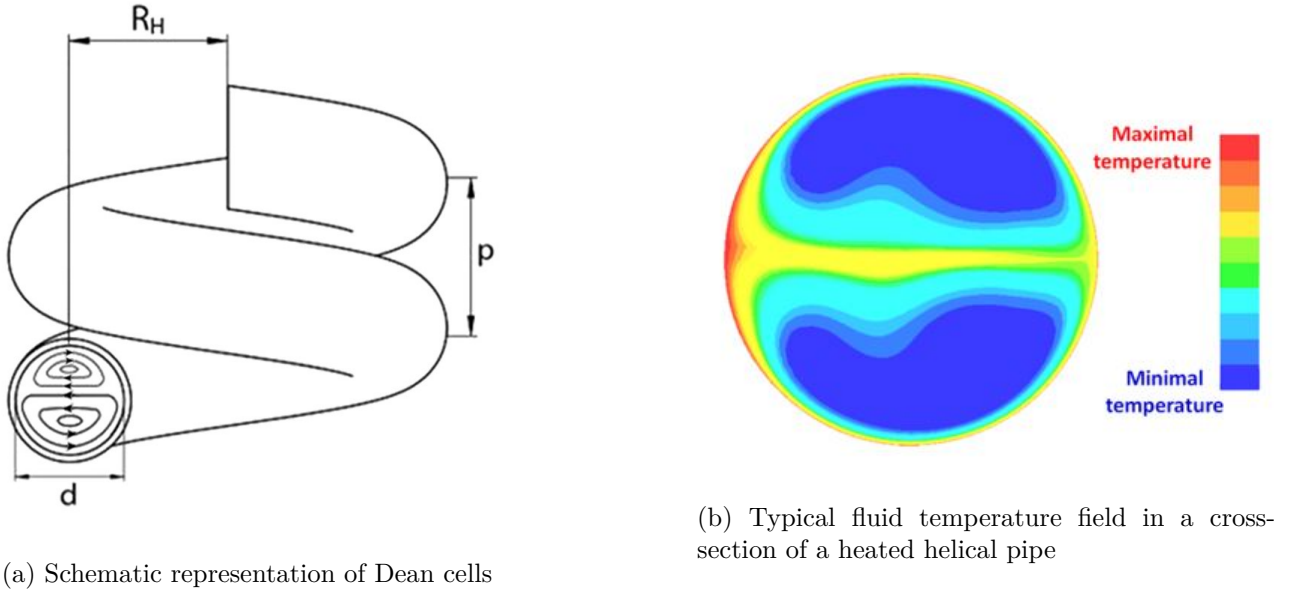 R_H
p
d
(a) Schematic representation of Dean cells
Maximal
temperature
Minimal
temperature
(b) Typical fluid temperature field in a cross-
section of a heated helical pipe